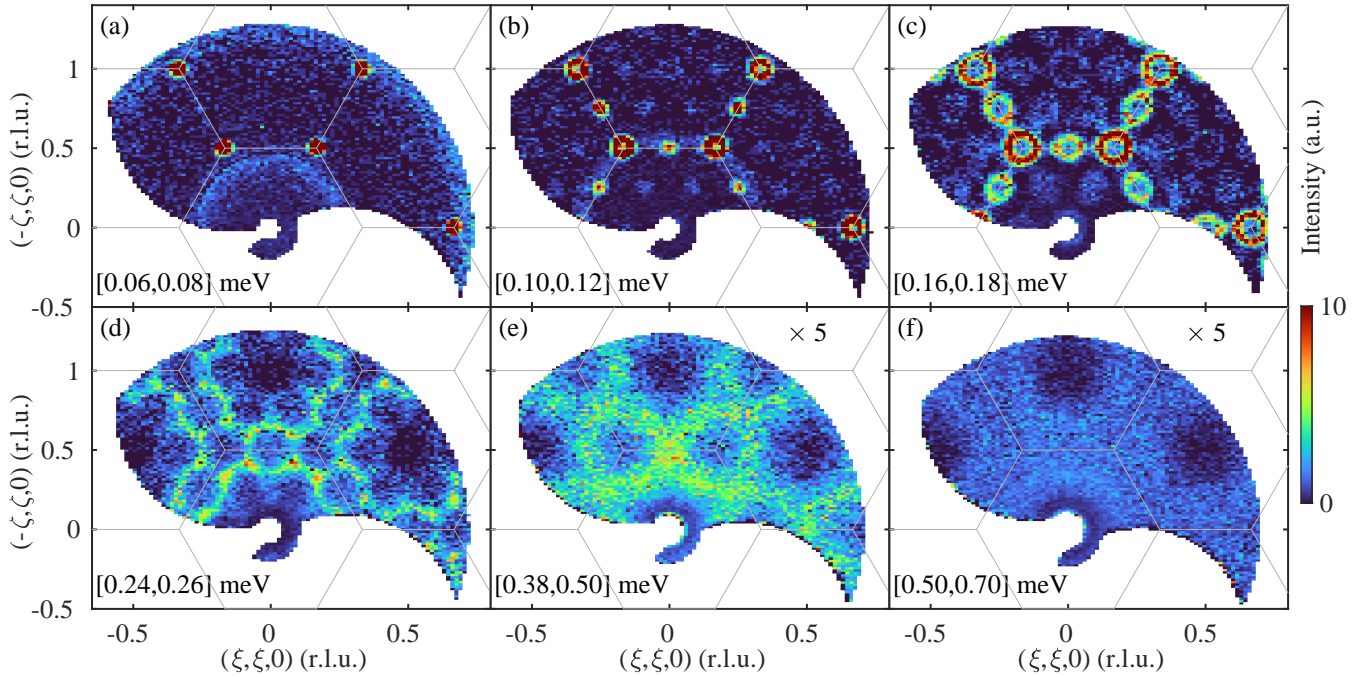 (a)
(b)
(c)
1
0.5
0
-0.5
(-ζ,ζ,0) (r.l.u.)
[0.06,0.08] meV
[0.10,0.12] meV
[0.16,0.18] meV
Intensity (a.u.)
10
0
(d)
(e)
× 5
(f)
× 5
1
0.5
0
-0.5
(-ζ,ζ,0) (r.l.u.)
[0.24,0.26] meV
[0.38,0.50] meV
[0.50,0.70] meV
-0.5 0 0.5
-0.5 0 0.5
-0.5 0 0.5
(ξ,ξ,0) (r.l.u.)
(ξ,ξ,0) (r.l.u.)
(ξ,ξ,0) (r.l.u.)